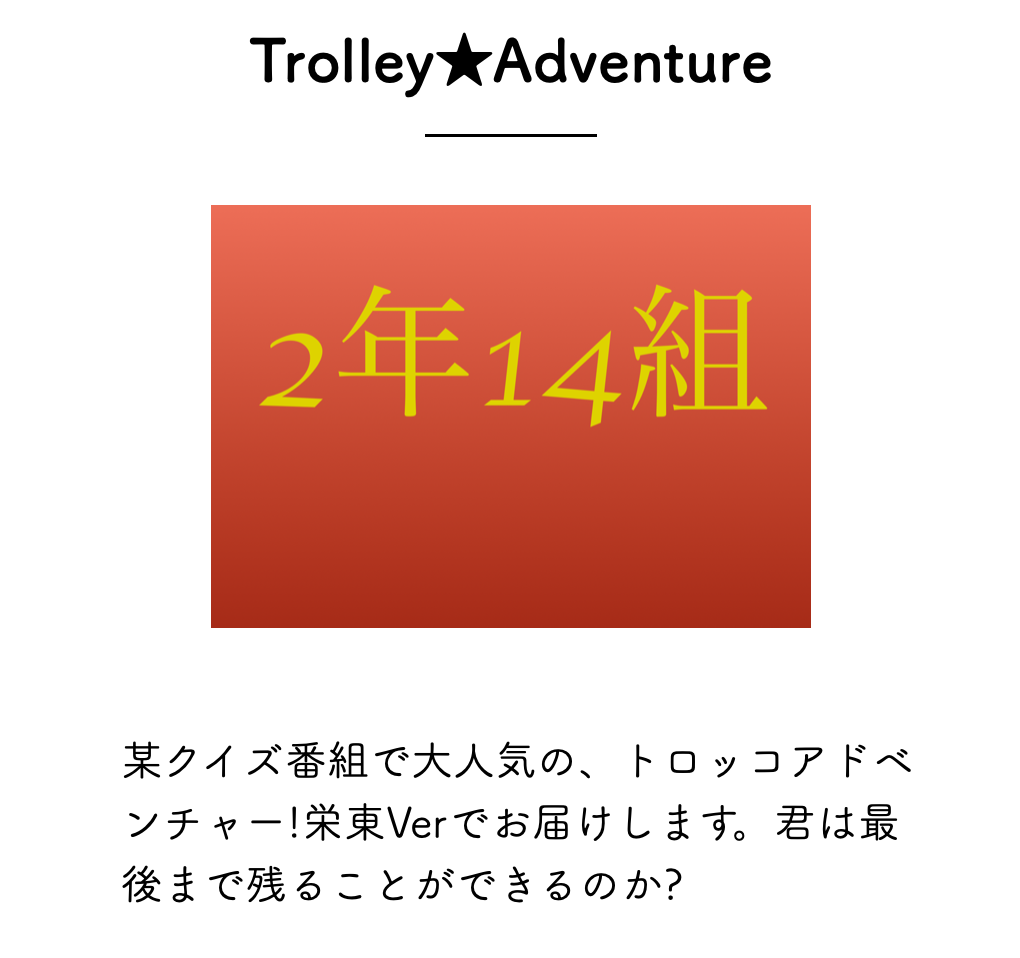 Trolley★Adventure
2年14組
某クイズ番組で大人気の、トロッコアドベ
ンチャー!栄東Verでお届けします。君は最
後まで残ることができるのか?